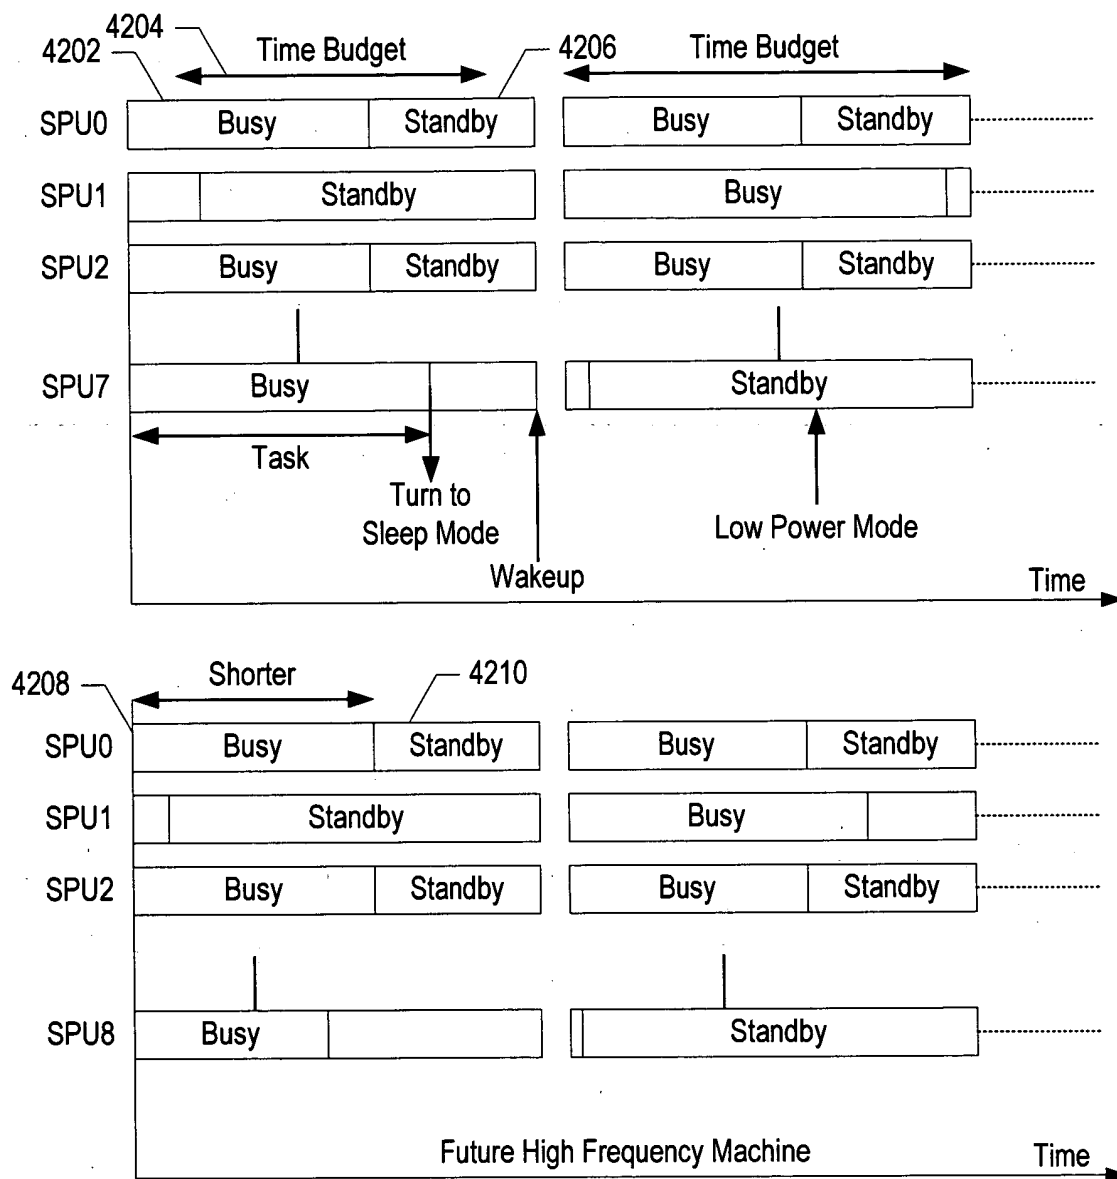 4204
4202
Time Budget
4206
Time Budget
SPU0
Busy
Standby
Busy
Standby
SPU1
Standby
Busy
SPU2
Busy
Standby
Busy
Standby
SPU7
Busy
Standby
Task
Turn to
Sleep Mode
Low Power Mode
Wakeup
Time
4208
Shorter
4210
SPU0
Busy
Standby
Busy
Standby
SPU1
Standby
Busy
SPU2
Busy
Standby
Busy
Standby
SPU8
Busy
Standby
Future High Frequency Machine
Time